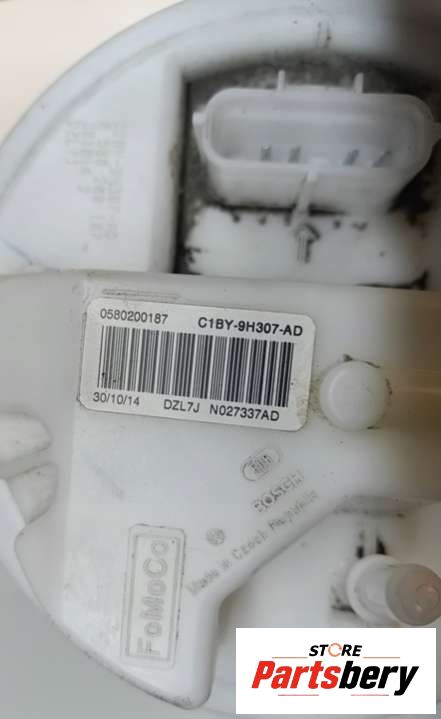 0580200187 C1BY-9H307-AD
30/10/14 DZL7J N027337AD
BOSCH
Made in Czech Republic
FoMoCo
STORE
Partsbery